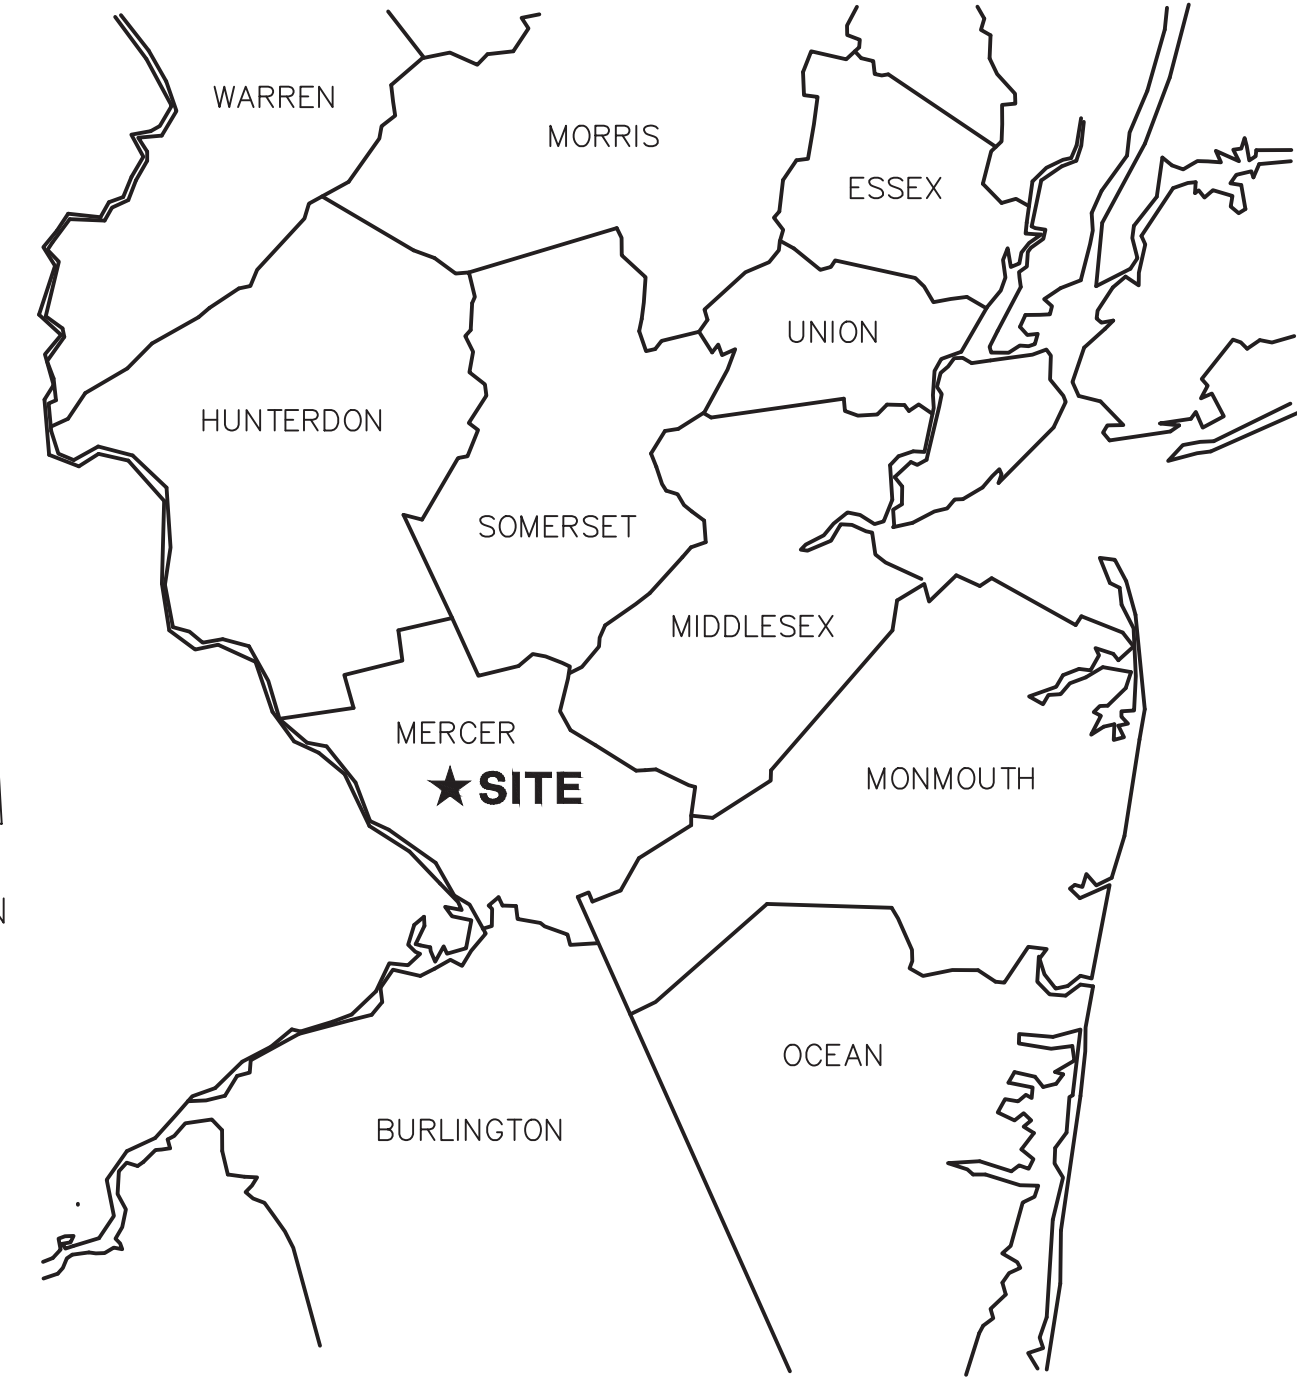 WARREN
MORRIS
ESSEX
UNION
HUNTERDON
SOMERSET
MIDDLESEX
MERCER
★ SITE
MONMOUTH
N
OCEAN
BURLINGTON